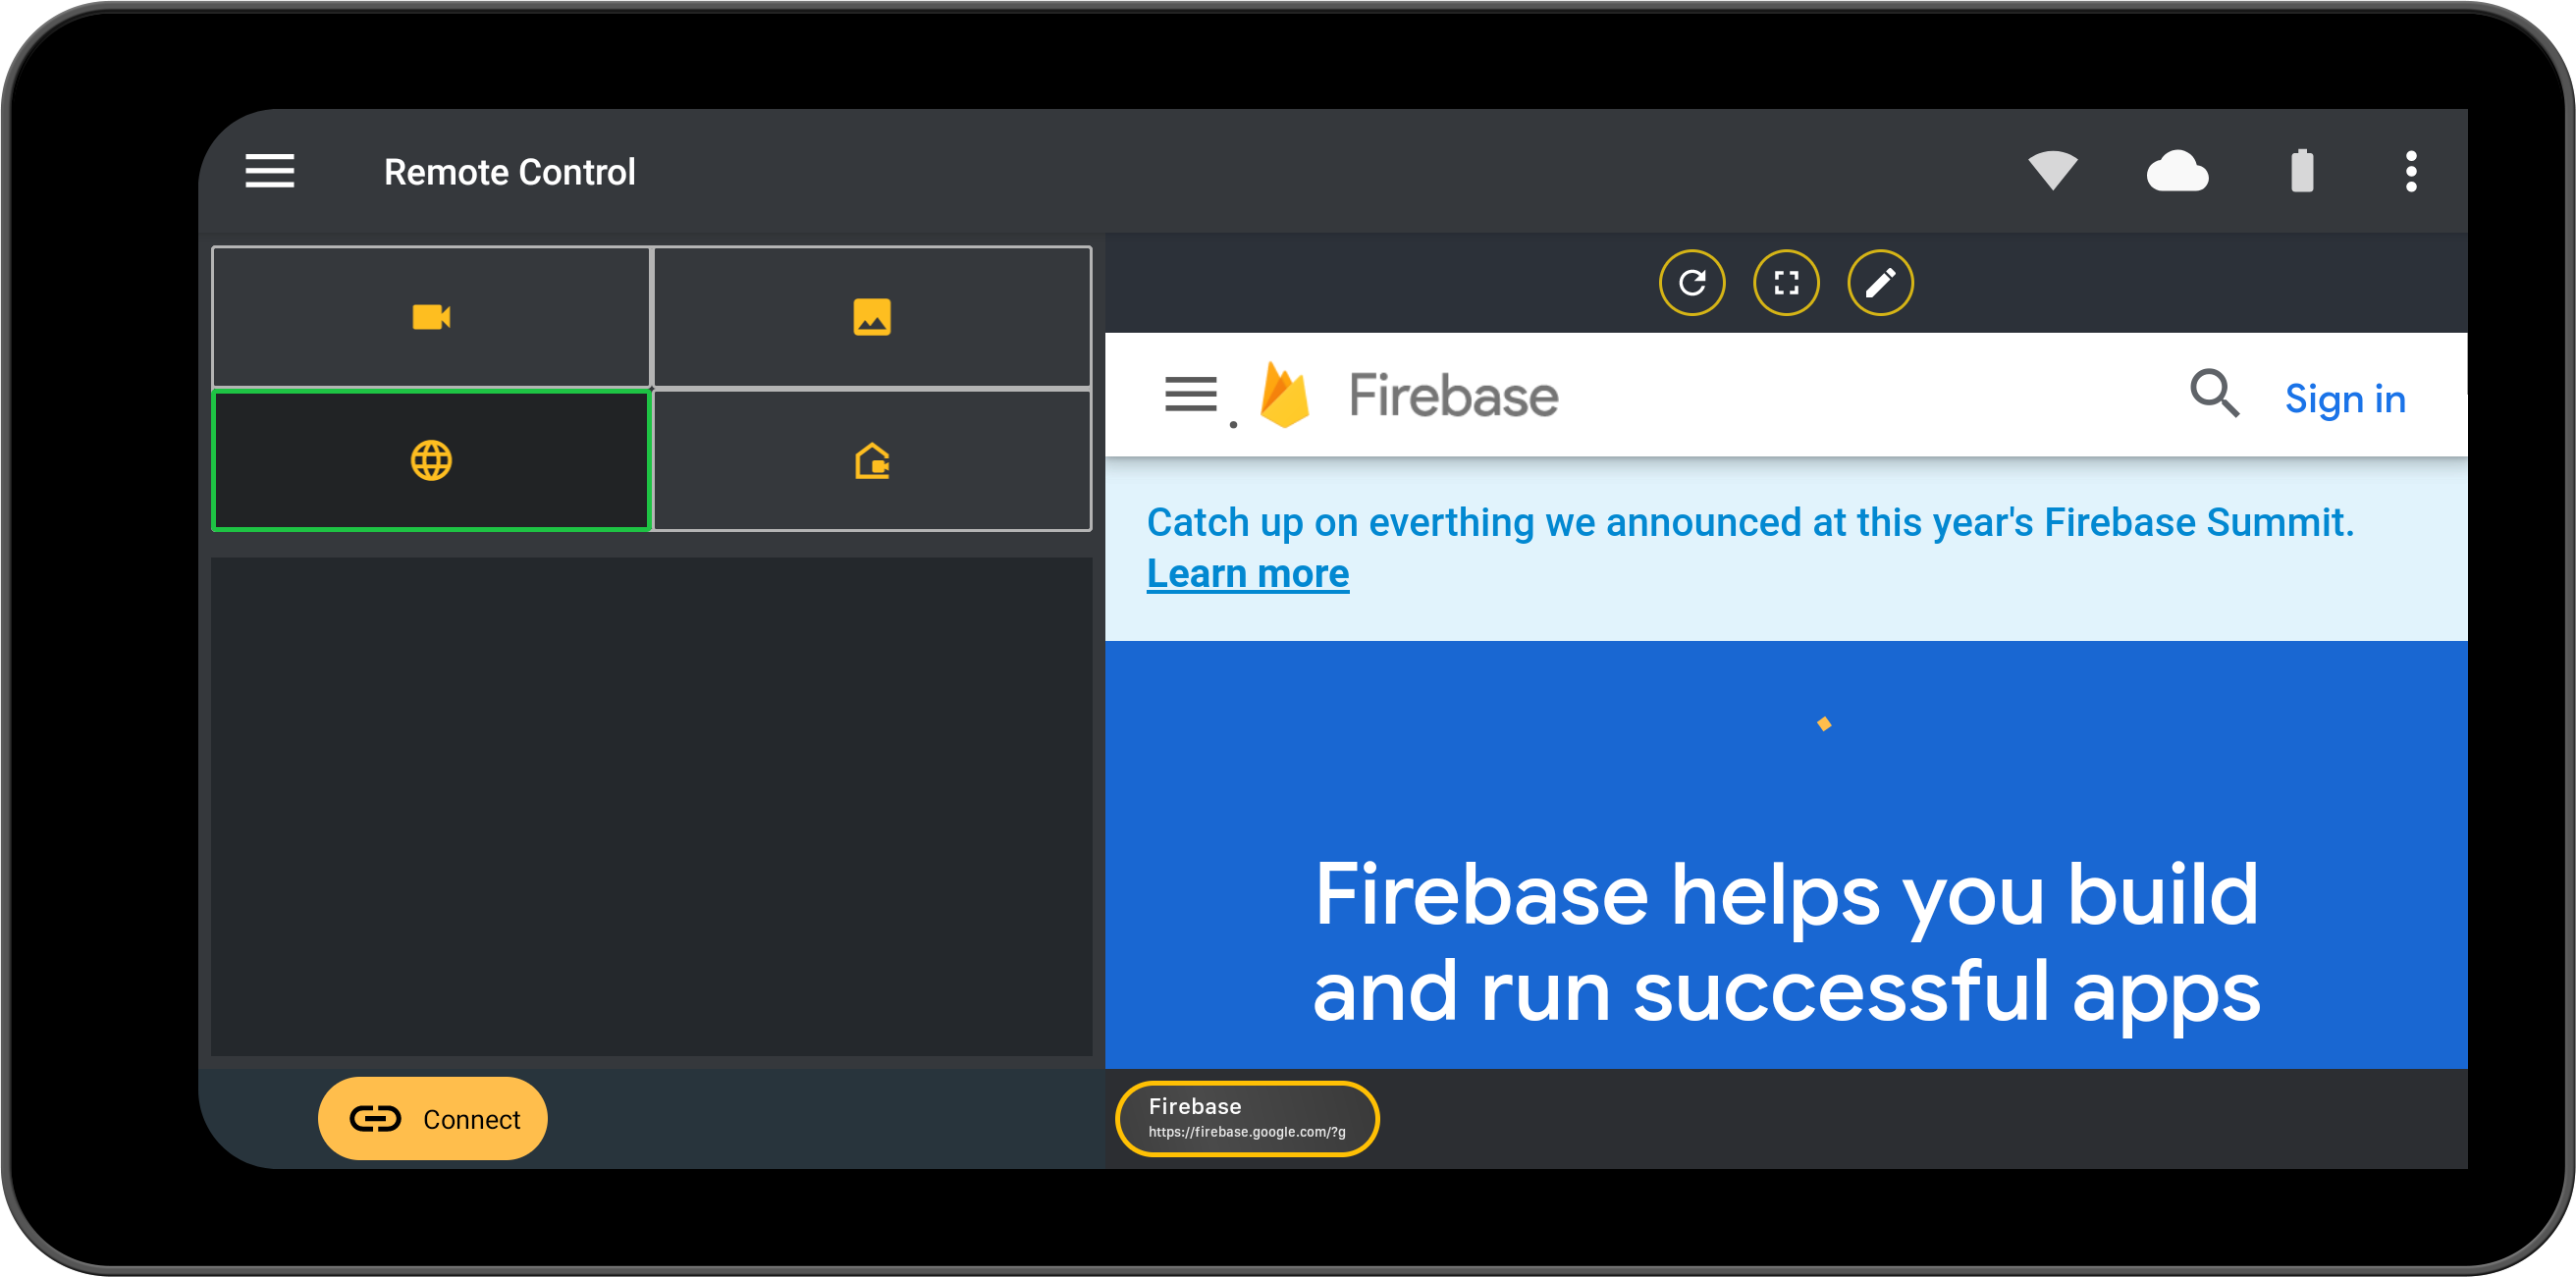 Remote Control
Firebase
Sign in
Catch up on everthing we announced at this year's Firebase Summit.
Learn more
Firebase helps you build
and run successful apps
Connect
Firebase
https://firebase.google.com/?g